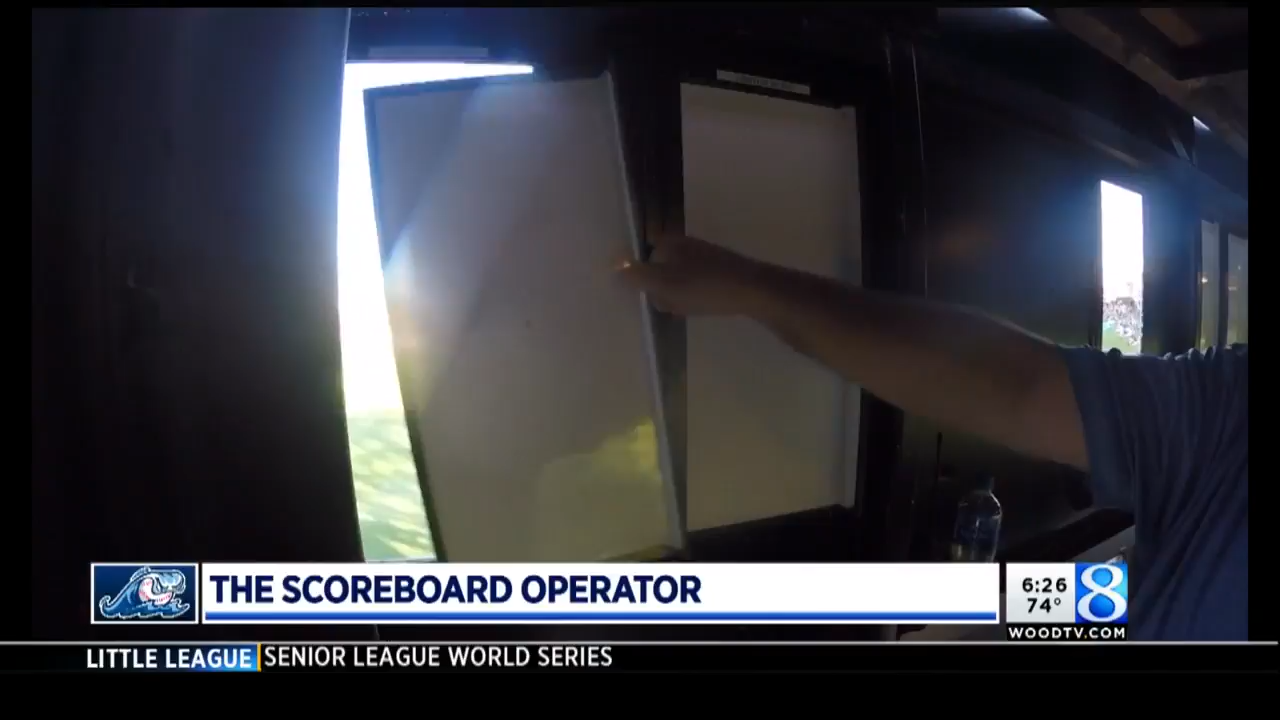 THE SCOREBOARD OPERATOR
6:26
74°
8
WOODTV.COM
LITTLE LEAGUE SENIOR LEAGUE WORLD SERIES